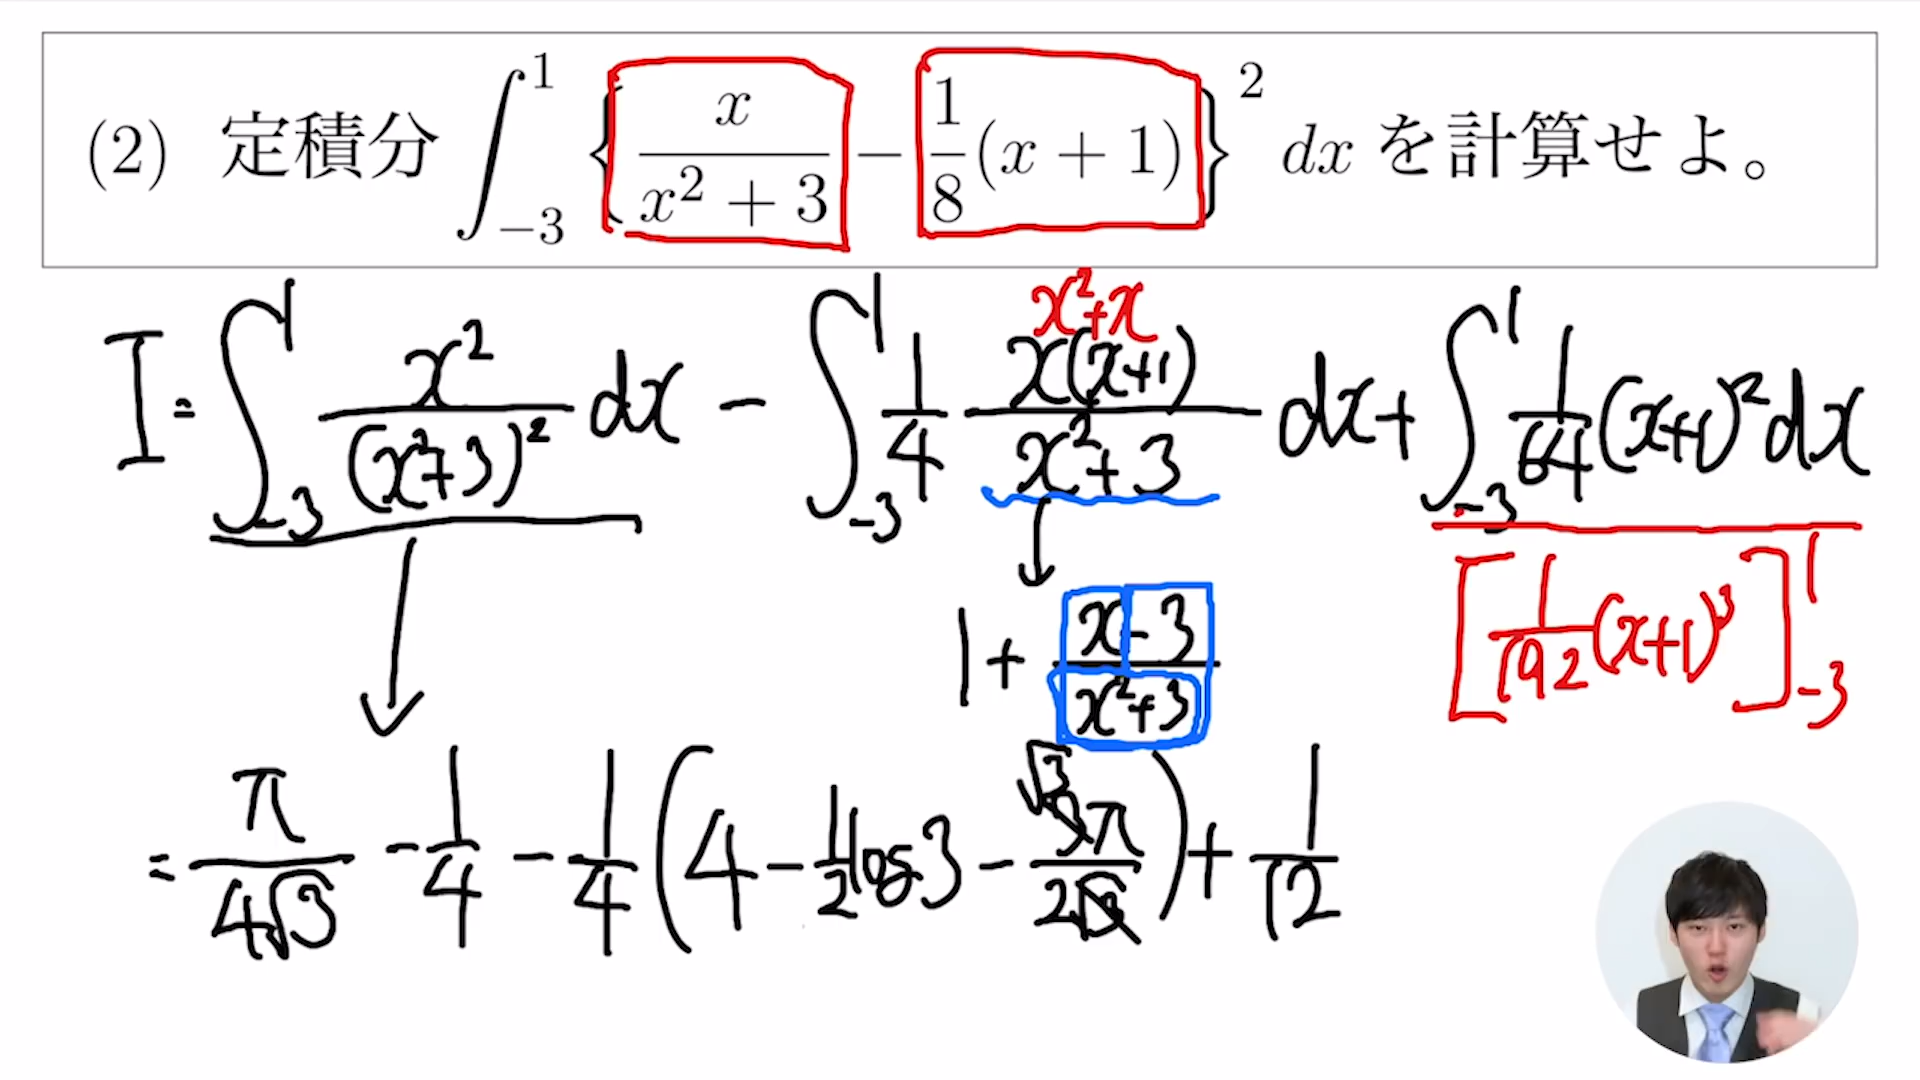 (2) 定積分 ∫_{-3}^{1} { x/(x² + 3) − 1/8 (x + 1) }² dx を計算せよ。
x²+x
I = ∫_{-3}^{1} x²/(x²+3)² dx − ∫_{-3}^{1} 1/4 x(x+1)/(x²+3) dx + ∫_{-3}^{1} 1/64 (x+1)² dx
1 + (x-3)/(x²+3)
[1/192 (x+1)³]_{-3}^{1}
√3
= π/(4√3) − 1/4 − 1/4 (4 − 1/2 log3 − 3π/(2√3)) + 1/12